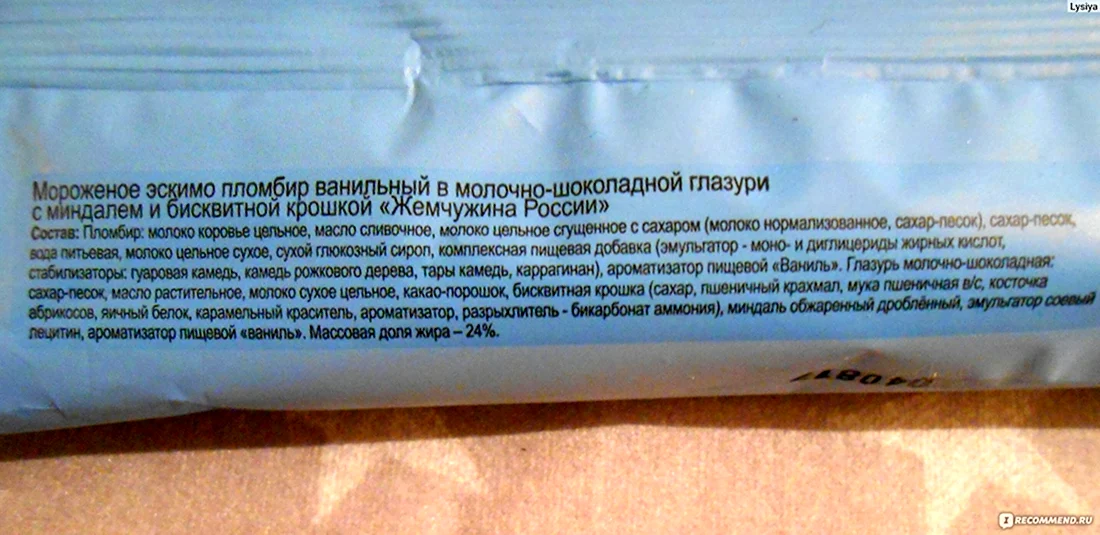 Lysiya
Мороженое эскимо пломбир ванильный в молочно-шоколадной глазури
с миндалем и бисквитной крошкой «Жемчужина России»
Состав: Пломбир: молоко коровье цельное, масло сливочное, молоко цельное сгущенное с сахаром (молоко нормализованное, сахар-песок), сахар-песок,
вода питьевая, молоко цельное сухое, сухой глюкозный сироп, комплексная пищевая добавка (эмульгатор - моно- и диглицериды жирных кислот,
стабилизаторы: гуаровая камедь, камедь рожкового дерева, тары камедь, каррагинан), ароматизатор пищевой «Ваниль». Глазурь молочно-шоколадная:
сахар-песок, масло растительное, молоко сухое цельное, какао-порошок, бисквитная крошка (сахар, пшеничный крахмал, мука пшеничная в/с, косточка
абрикосов, яичный белок, карамельный краситель, ароматизатор, разрыхлитель - бикарбонат аммония), миндаль обжаренный дроблённый, эмульгатор соевый
лецитин, ароматизатор пищевой «ваниль». Массовая доля жира – 24%.
040817
I RECOMMEND.RU